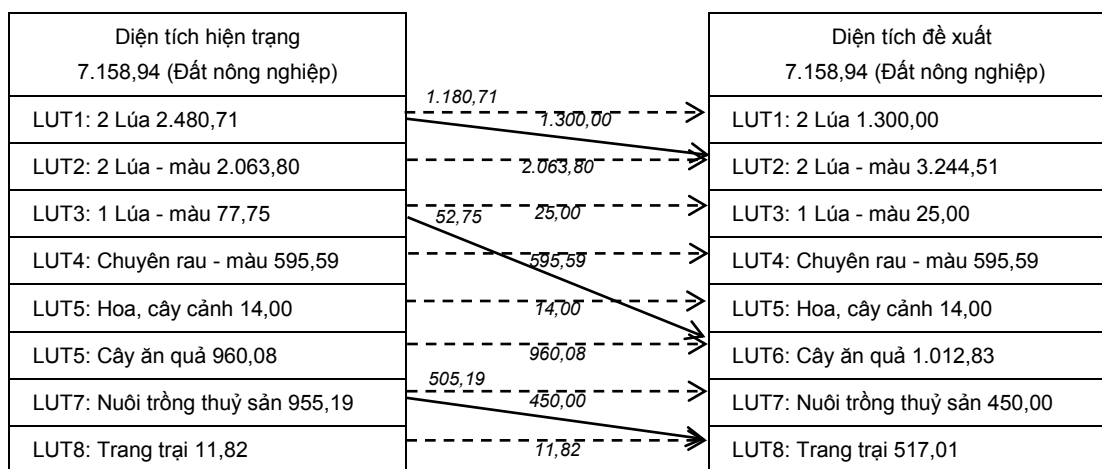 Diện tích hiện trạng
7.158,94 (Đất nông nghiệp)
Diện tích đề xuất
7.158,94 (Đất nông nghiệp)
1.180,71
LUT1: 2 Lúa 2.480,71
1.300,00
LUT1: 2 Lúa 1.300,00
LUT2: 2 Lúa - màu 2.063,80
2.063,80
LUT2: 2 Lúa - màu 3.244,51
LUT3: 1 Lúa - màu 77,75
52,75
25,00
LUT3: 1 Lúa - màu 25,00
LUT4: Chuyên rau - màu 595,59
595,59
LUT4: Chuyên rau - màu 595,59
LUT5: Hoa, cây cảnh 14,00
14,00
LUT5: Hoa, cây cảnh 14,00
LUT5: Cây ăn quả 960,08
960,08
LUT6: Cây ăn quả 1.012,83
505,19
LUT7: Nuôi trồng thuỷ sản 955,19
450,00
LUT7: Nuôi trồng thuỷ sản 450,00
LUT8: Trang trại 11,82
11,82
LUT8: Trang trại 517,01